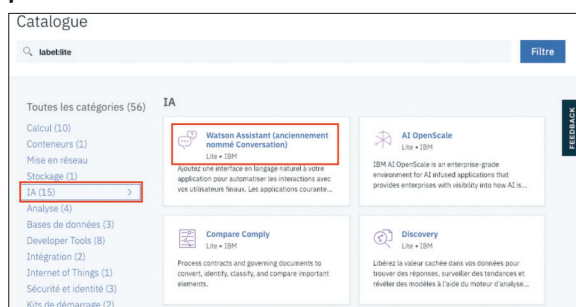 Catalogue
label:lite
Filtre
Toutes les catégories (56)
Calcul (10)
Conteneurs (1)
Mise en réseau
Stockage (1)
IA (15) >
Analyse (4)
Bases de données (3)
Developer Tools (8)
Intégration (2)
Internet of Things (1)
Sécurité et identité (3)
Kits de démarrage (2)
IA
Watson Assistant (anciennement
nommé Conversation)
Lite • IBM
Ajoutez une interface en langage naturel à votre
application pour automatiser les interactions avec
vos utilisateurs finaux. Les applications courante...
AI OpenScale
Lite • IBM
IBM AI OpenScale is an enterprise-grade
environment for AI infused applications that
provides enterprises with visibility into how AI is...
Compare Comply
Lite • IBM
Process contracts and governing documents to
convert, identify, classify, and compare important
elements.
Discovery
Lite • IBM
Libérez la valeur cachée dans vos données pour
trouver des réponses, surveiller des tendances et
révéler des modèles à l'aide du moteur d'analyse...
FEEDBACK